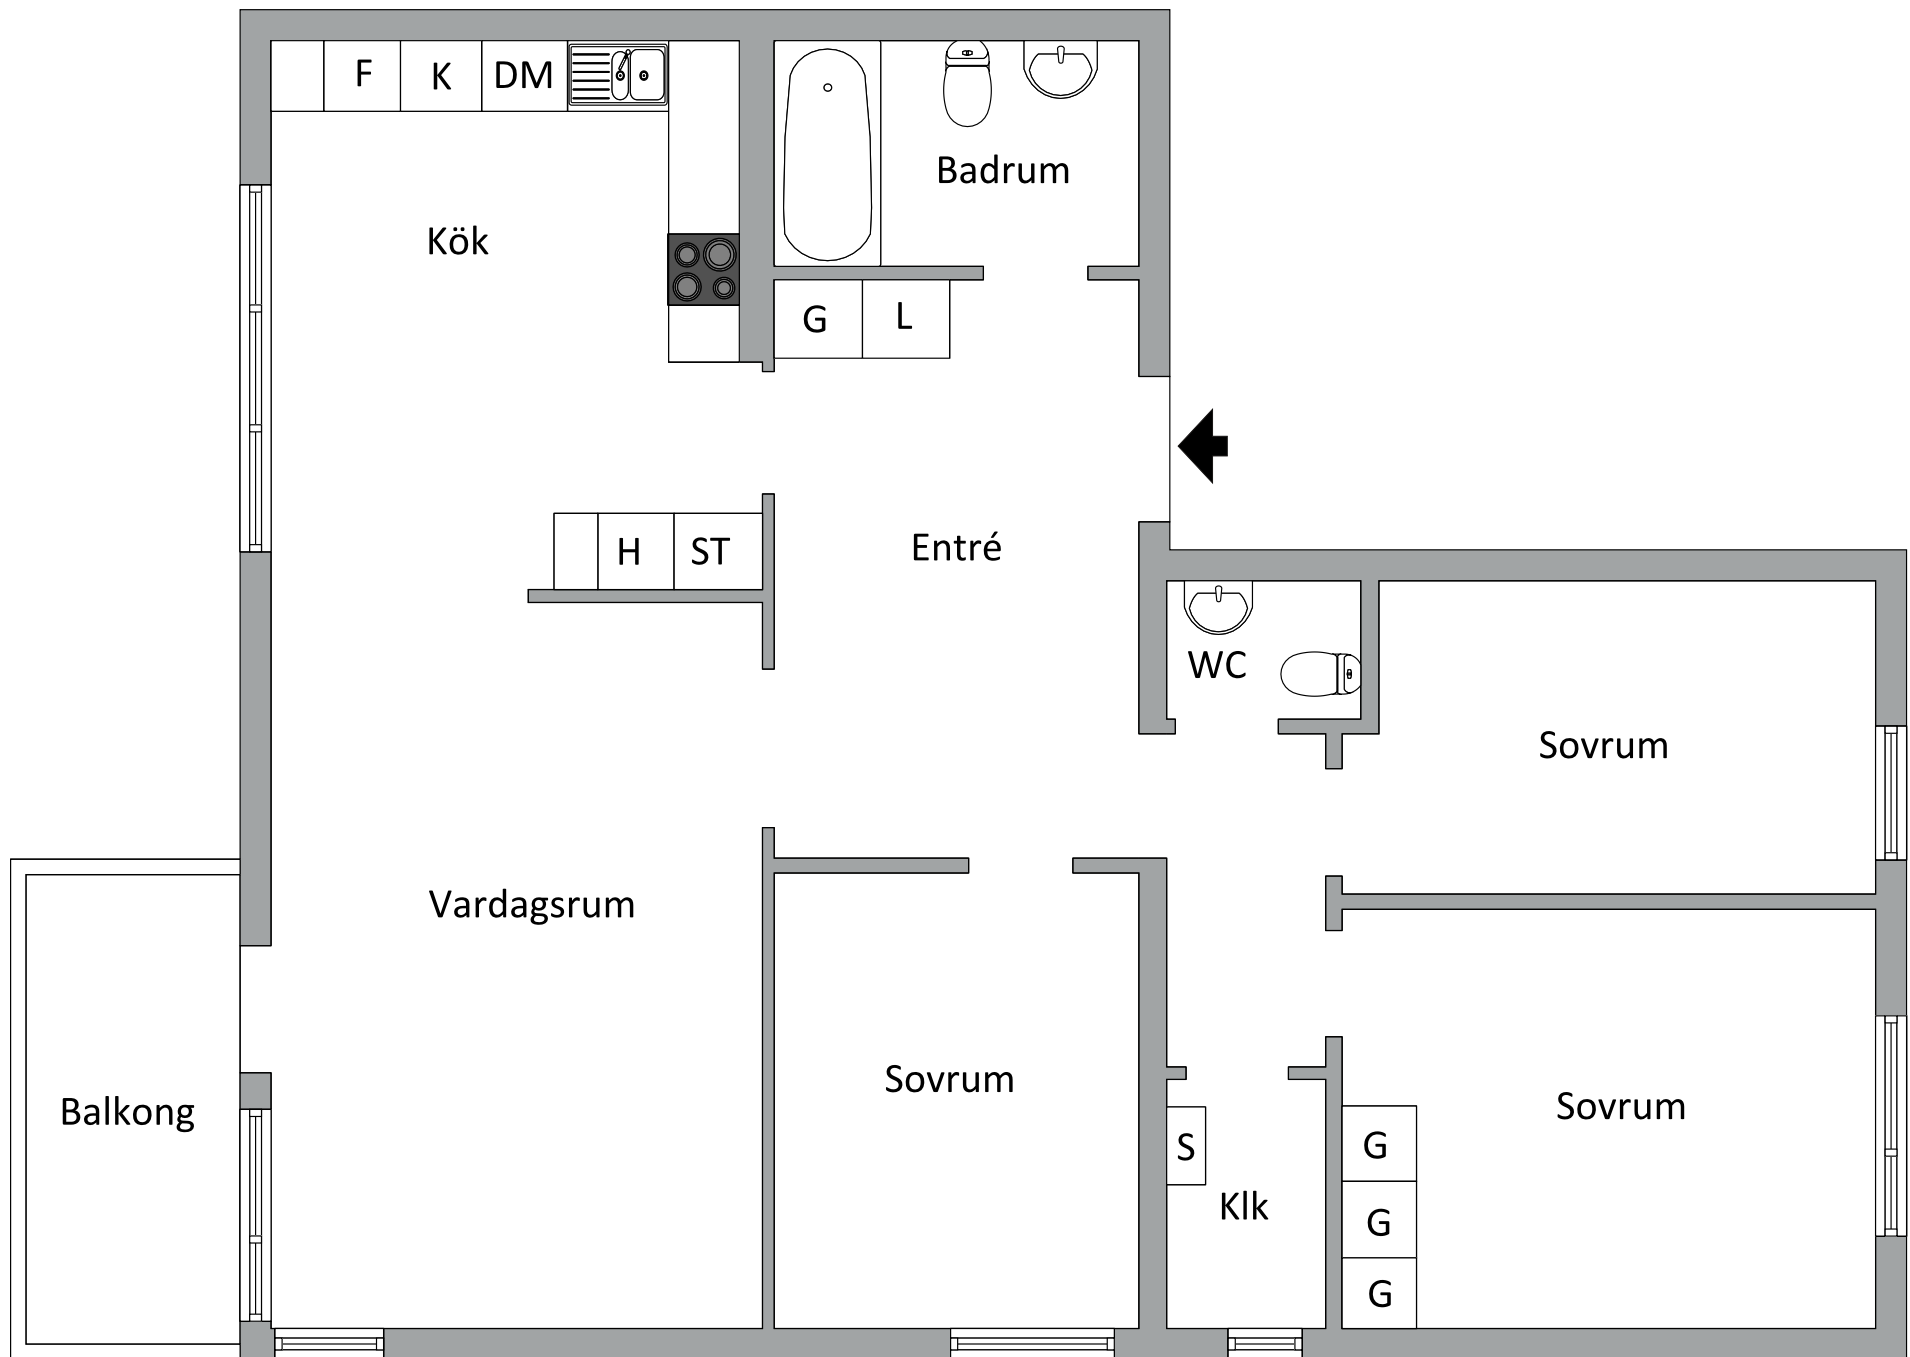 F
K
DM
Badrum
Kök
G
L
H
ST
Entré
WC
Sovrum
Vardagsrum
Sovrum
Sovrum
Balkong
S
G
Klk
G
G